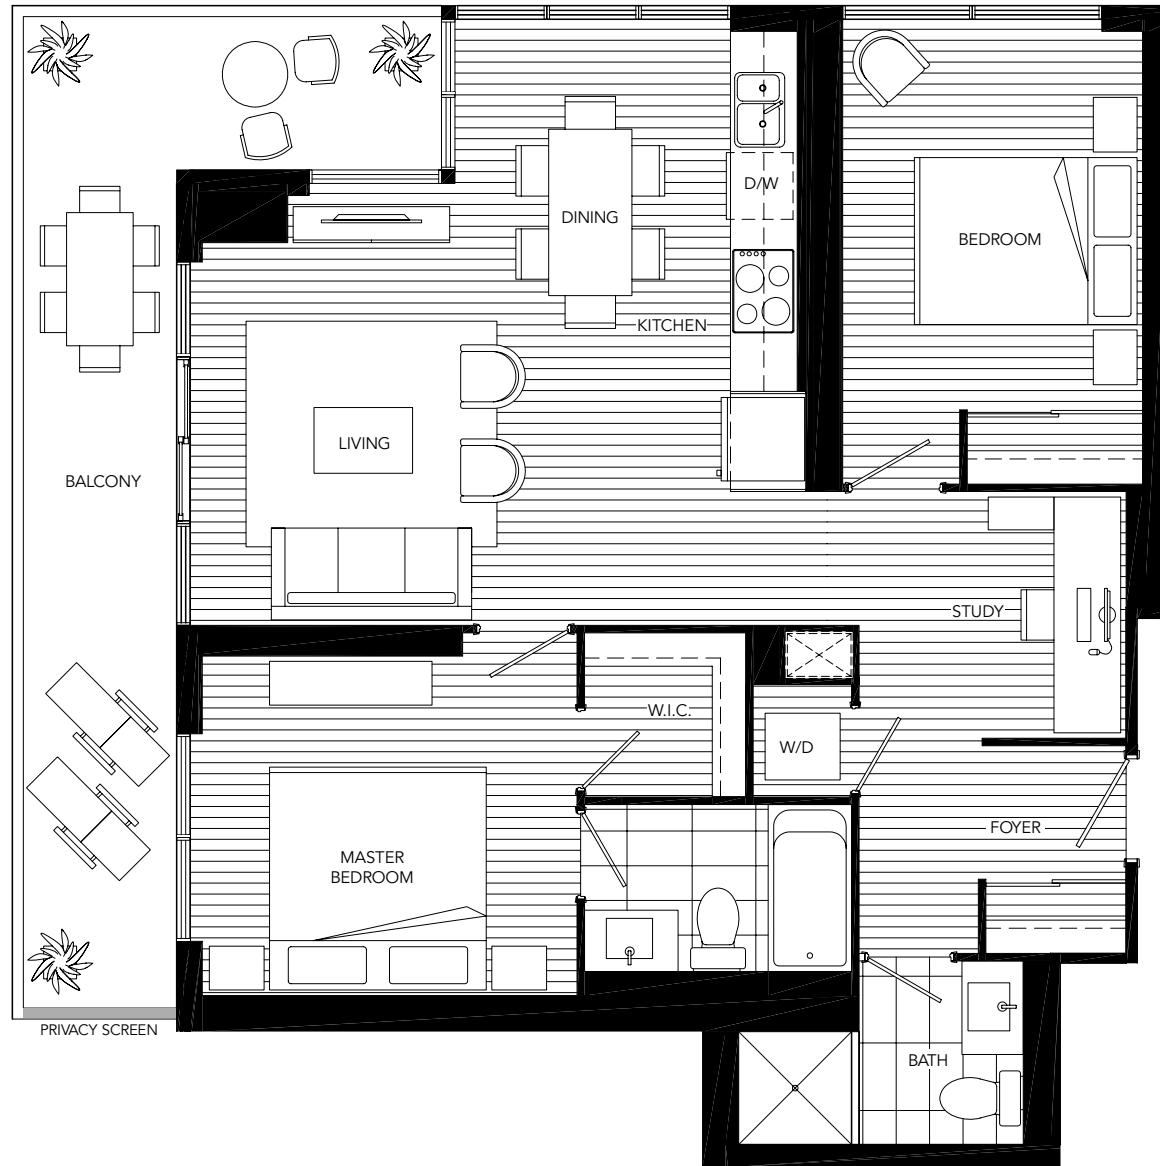 D/W
DINING
BEDROOM
KITCHEN
LIVING
BALCONY
STUDY
W.I.C.
W/D
FOYER
MASTER
BEDROOM
PRIVACY SCREEN
BATH